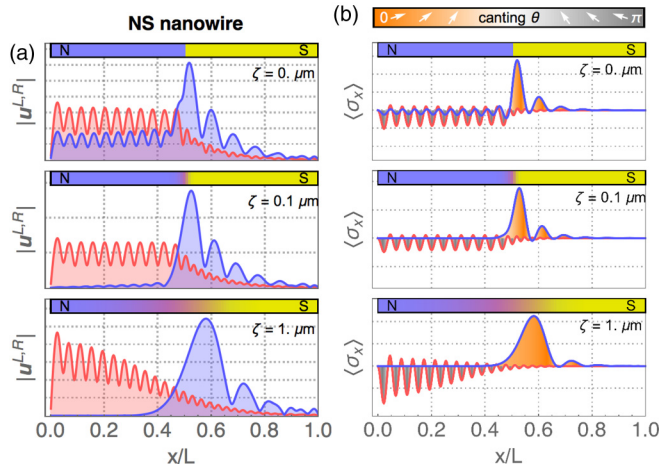 NS nanowire
(a)
N S
ζ = 0. μm
|u^{L,R}|
N S
ζ = 0.1 μm
|u^{L,R}|
N S
ζ = 1. μm
|u^{L,R}|
0.0 0.2 0.4 0.6 0.8 1.0
x/L
(b)
0 canting θ π
N S
ζ = 0. μm
⟨σ_x⟩
N S
ζ = 0.1 μm
⟨σ_x⟩
N S
ζ = 1. μm
⟨σ_x⟩
0.0 0.2 0.4 0.6 0.8 1.0
x/L